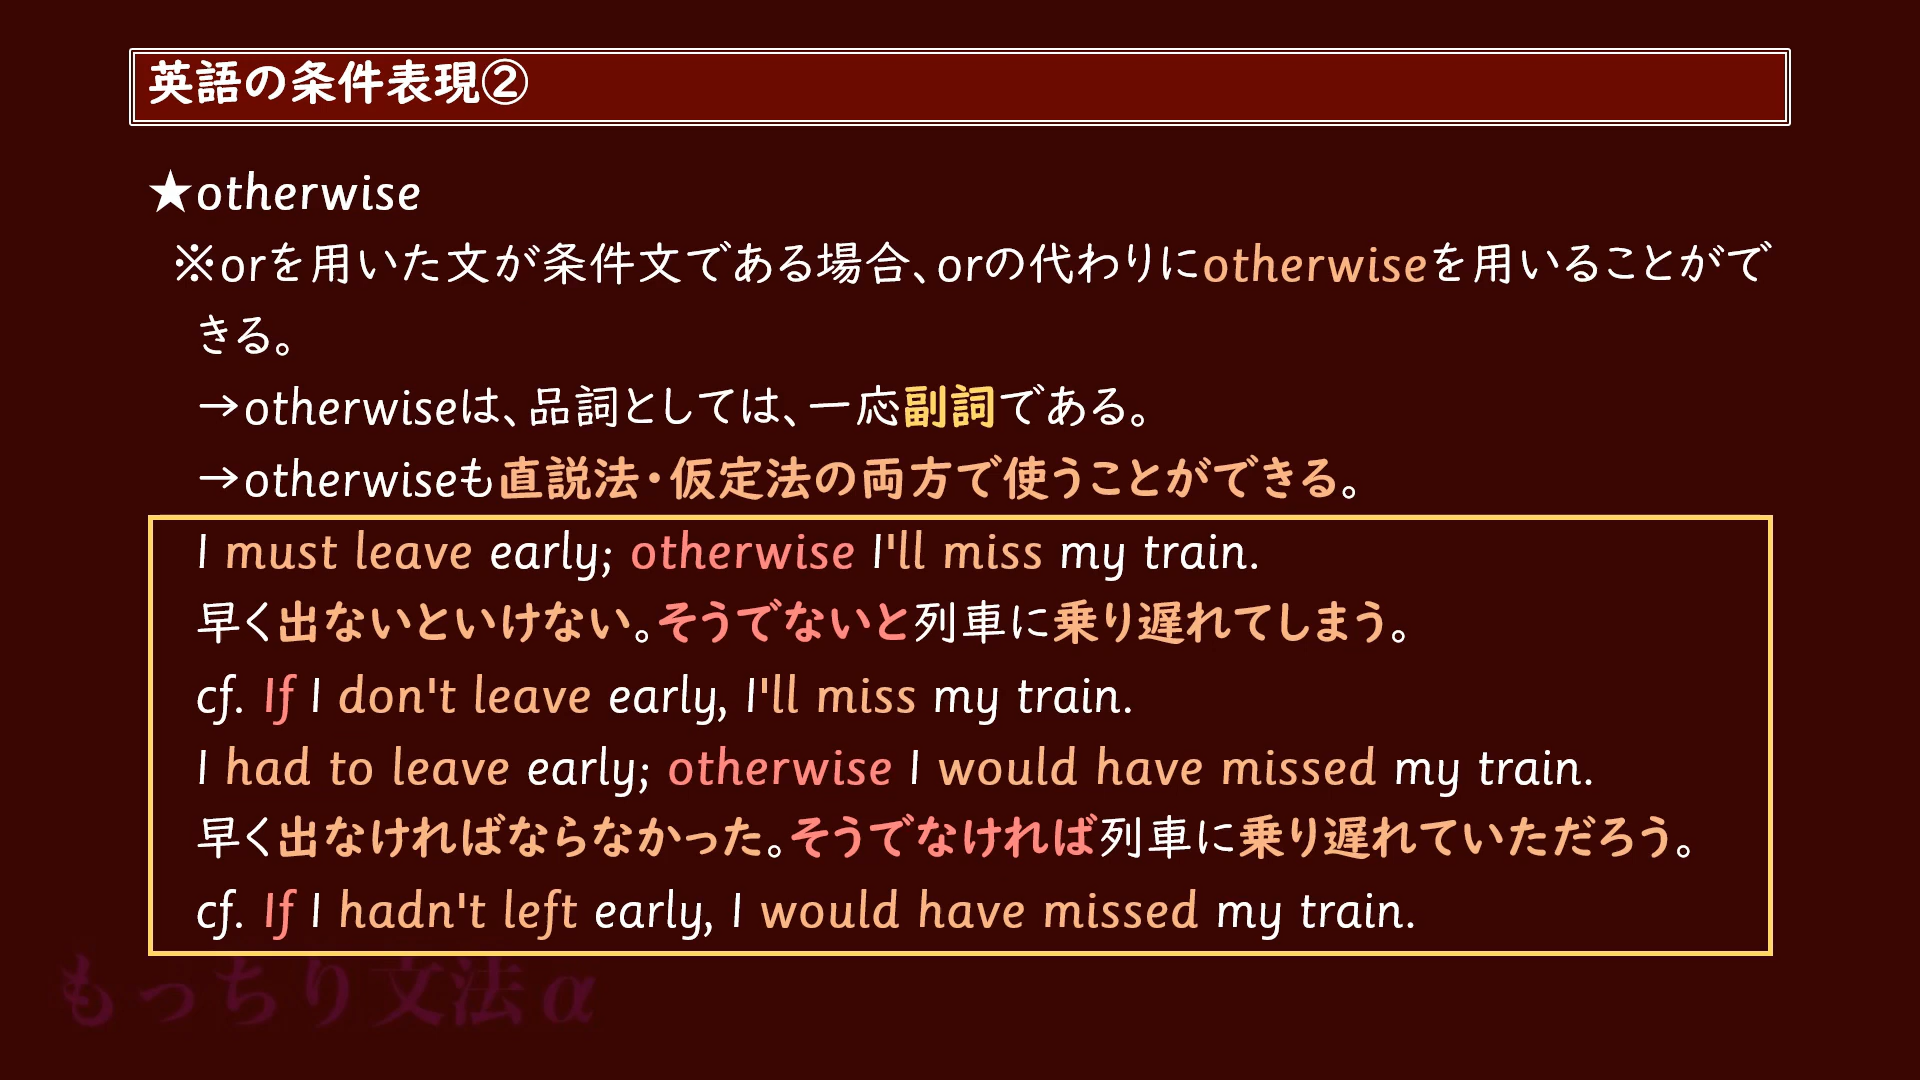 英語の条件表現②
★otherwise
※orを用いた文が条件文である場合、orの代わりにotherwiseを用いることがで
きる。
→otherwiseは、品詞としては、一応副詞である。
→otherwiseも直説法・仮定法の両方で使うことができる。
I must leave early; otherwise I'll miss my train.
早く出ないといけない。そうでないと列車に乗り遅れてしまう。
cf. If I don't leave early, I'll miss my train.
I had to leave early; otherwise I would have missed my train.
早く出なければならなかった。そうでなければ列車に乗り遅れていただろう。
cf. If I hadn't left early, I would have missed my train.
もっちり文法α